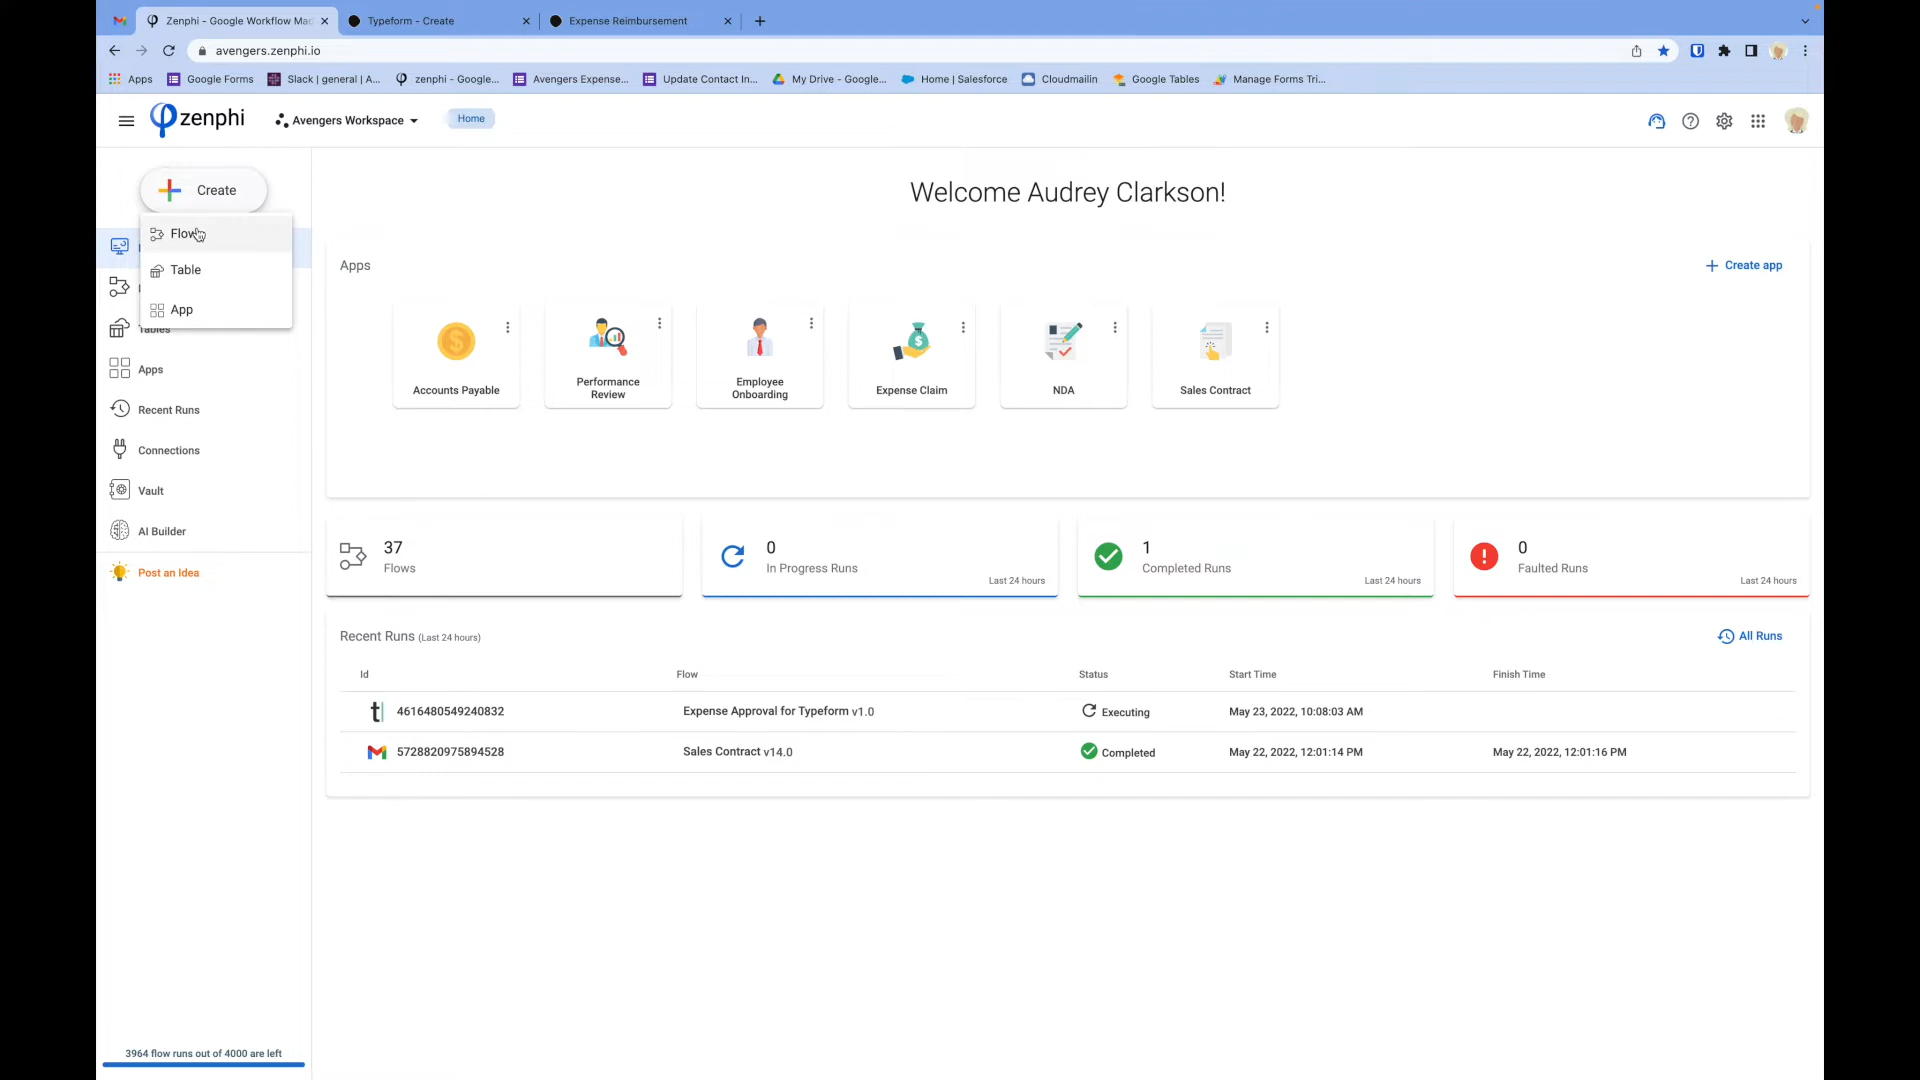 Zenphi - Google Workflow Mac
Typeform - Create
Expense Reimbursement
avengers.zenphi.io
Apps
Google Forms
Slack | general | A...
zenphi - Google...
Avengers Expense...
Update Contact In...
My Drive - Google...
Home | Salesforce
Cloudmailin
Google Tables
Manage Forms Tri...
zenphi
Avengers Workspace
Home
Create
Flow
Table
App
Tables
Apps
Recent Runs
Connections
Vault
AI Builder
Post an Idea
3964 flow runs out of 4000 are left
Welcome Audrey Clarkson!
Apps
Create app
Accounts Payable
Performance
Review
Employee
Onboarding
Expense Claim
NDA
Sales Contract
37
Flows
0
In Progress Runs
Last 24 hours
1
Completed Runs
Last 24 hours
0
Faulted Runs
Last 24 hours
Recent Runs (Last 24 hours)
All Runs
Id Flow Status Start Time Finish Time
4616480549240832 Expense Approval for Typeform v1.0 Executing May 23, 2022, 10:08:03 AM
5728820975894528 Sales Contract v14.0 Completed May 22, 2022, 12:01:14 PM May 22, 2022, 12:01:16 PM